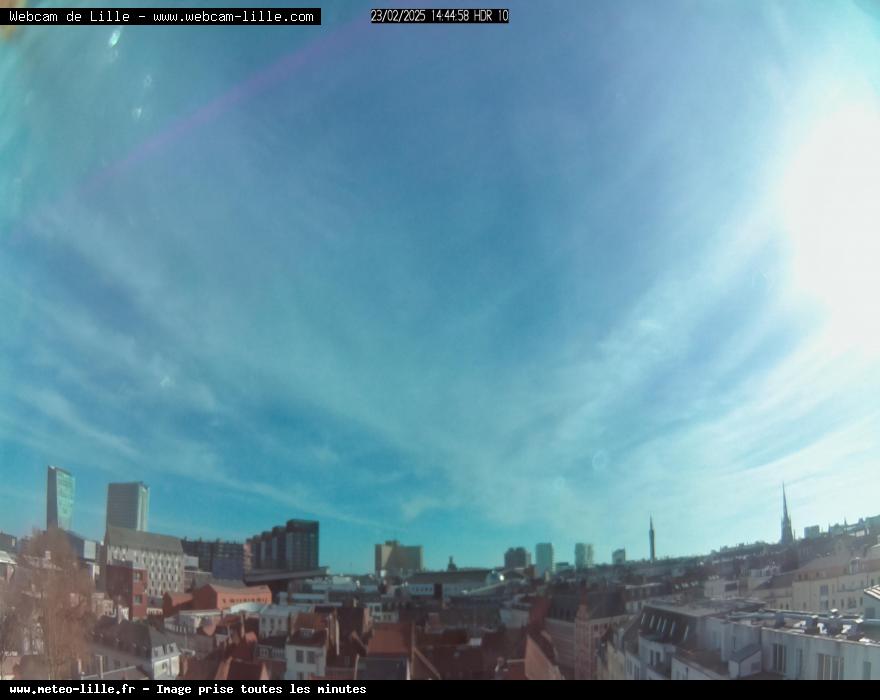 Webcam de Lille - www.webcam-lille.com
23/02/2025 14:44:58 HDR 10
www.meteo-lille.fr - Image prise toutes les minutes